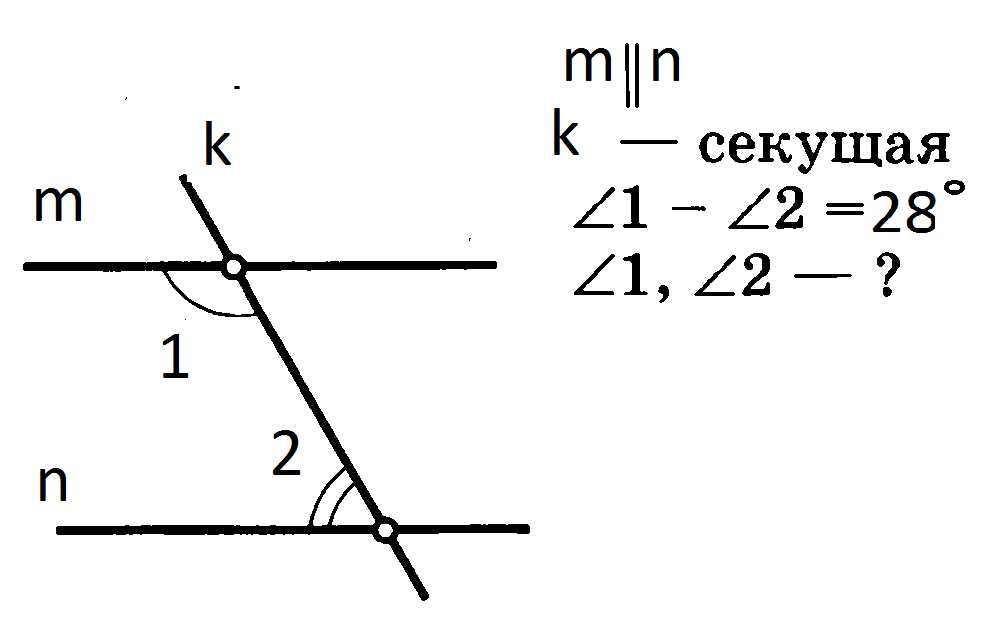 m || n
k — секущая
∠1 − ∠2 = 28°
∠1, ∠2 — ?
k
m
1
2
n